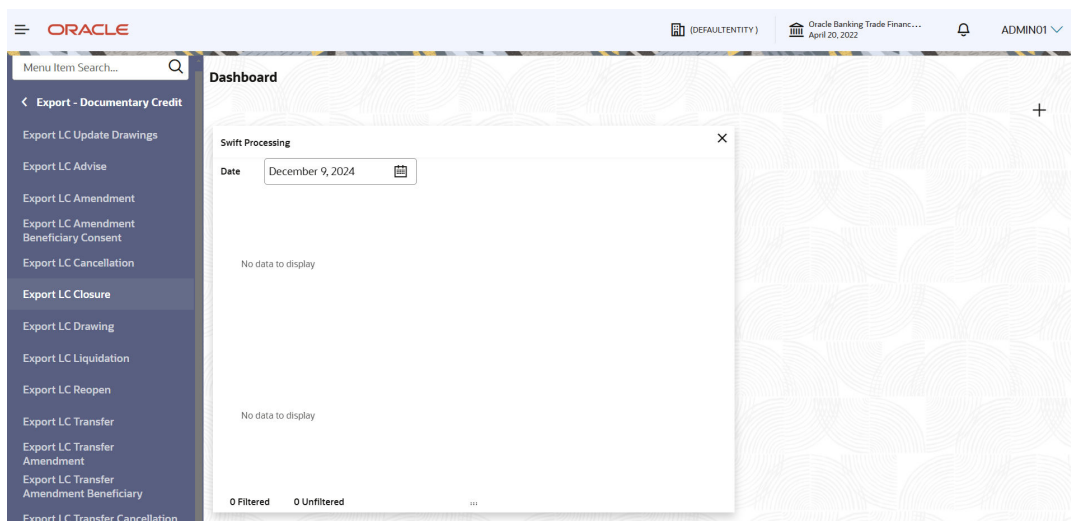 ORACLE
(DEFAULTENTITY )
Oracle Banking Trade Financ...
April 20, 2022
ADMIN01
Menu Item Search...
Export - Documentary Credit
Export LC Update Drawings
Export LC Advise
Export LC Amendment
Export LC Amendment
Beneficiary Consent
Export LC Cancellation
Export LC Closure
Export LC Drawing
Export LC Liquidation
Export LC Reopen
Export LC Transfer
Export LC Transfer
Amendment
Export LC Transfer
Amendment Beneficiary
Export LC Transfer Cancellation
Dashboard
Swift Processing
Date
December 9, 2024
No data to display
No data to display
0 Filtered 0 Unfiltered